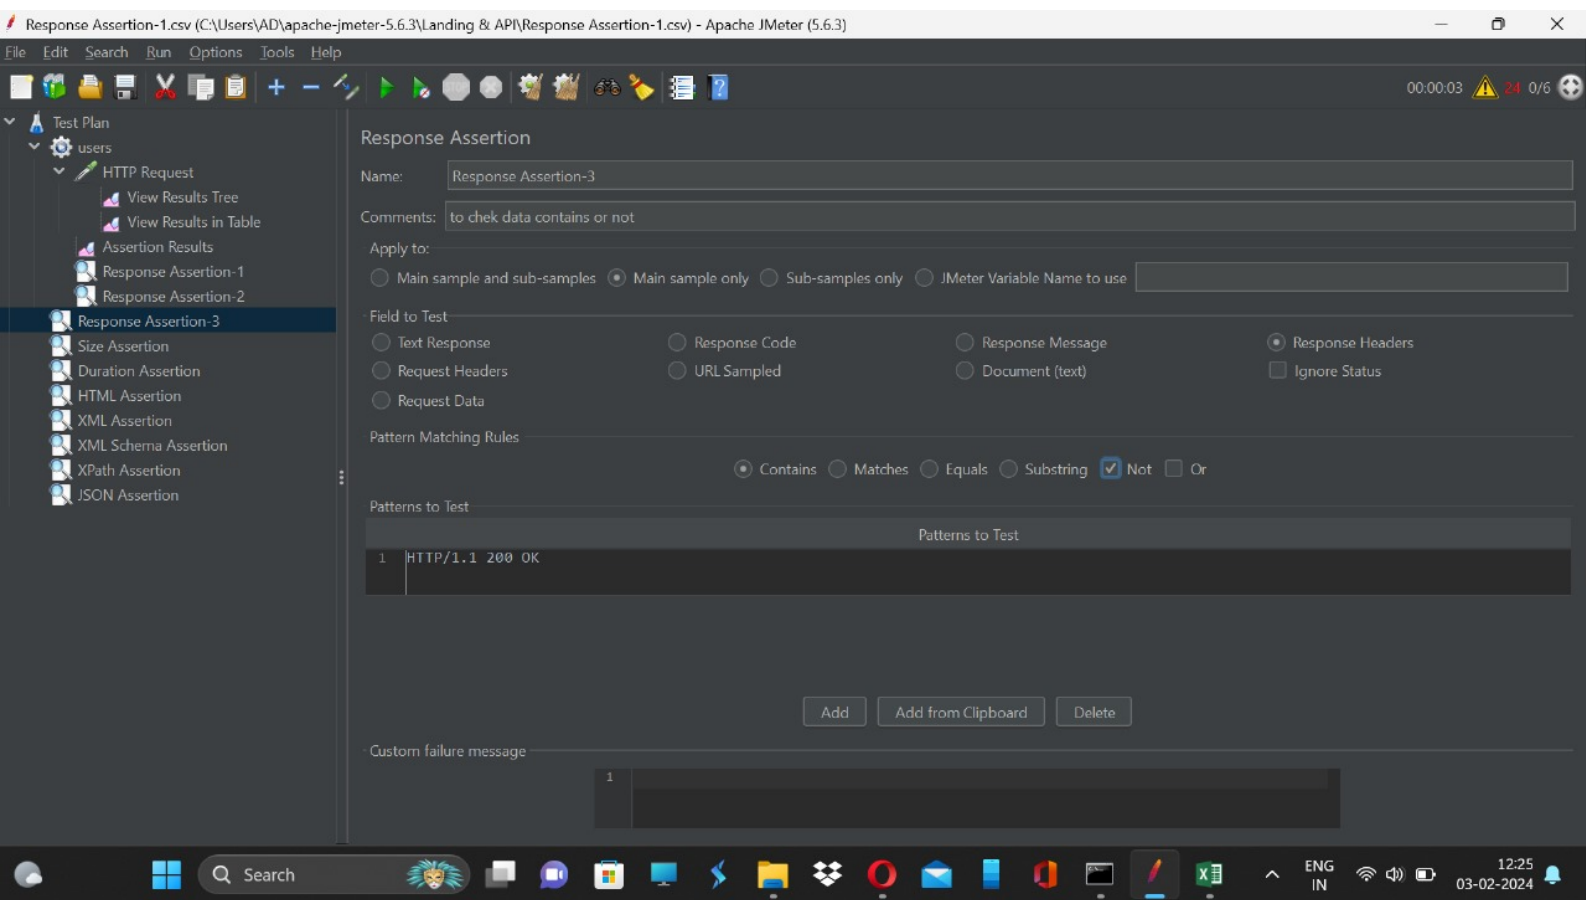 Response Assertion-1.csv (C:\Users\AD\apache-jmeter-5.6.3\Landing & API\Response Assertion-1.csv) - Apache JMeter (5.6.3)
File Edit Search Run Options Tools Help
STOP 00:00:03 24 0/6
Test Plan
users
HTTP Request
View Results Tree
View Results in Table
Assertion Results
Response Assertion-1
Response Assertion-2
Response Assertion-3
Size Assertion
Duration Assertion
HTML Assertion
XML Assertion
XML Schema Assertion
XPath Assertion
JSON Assertion
Response Assertion
Name: Response Assertion-3
Comments: to chek data contains or not
Apply to:
Main sample and sub-samples Main sample only Sub-samples only JMeter Variable Name to use
Field to Test
Text Response Response Code Response Message Response Headers
Request Headers URL Sampled Document (text) Ignore Status
Request Data
Pattern Matching Rules
Contains Matches Equals Substring Not Or
Patterns to Test
Patterns to Test
1 HTTP/1.1 200 OK
Add Add from Clipboard Delete
Custom failure message
1
Search
ENG
IN
12:25
03-02-2024